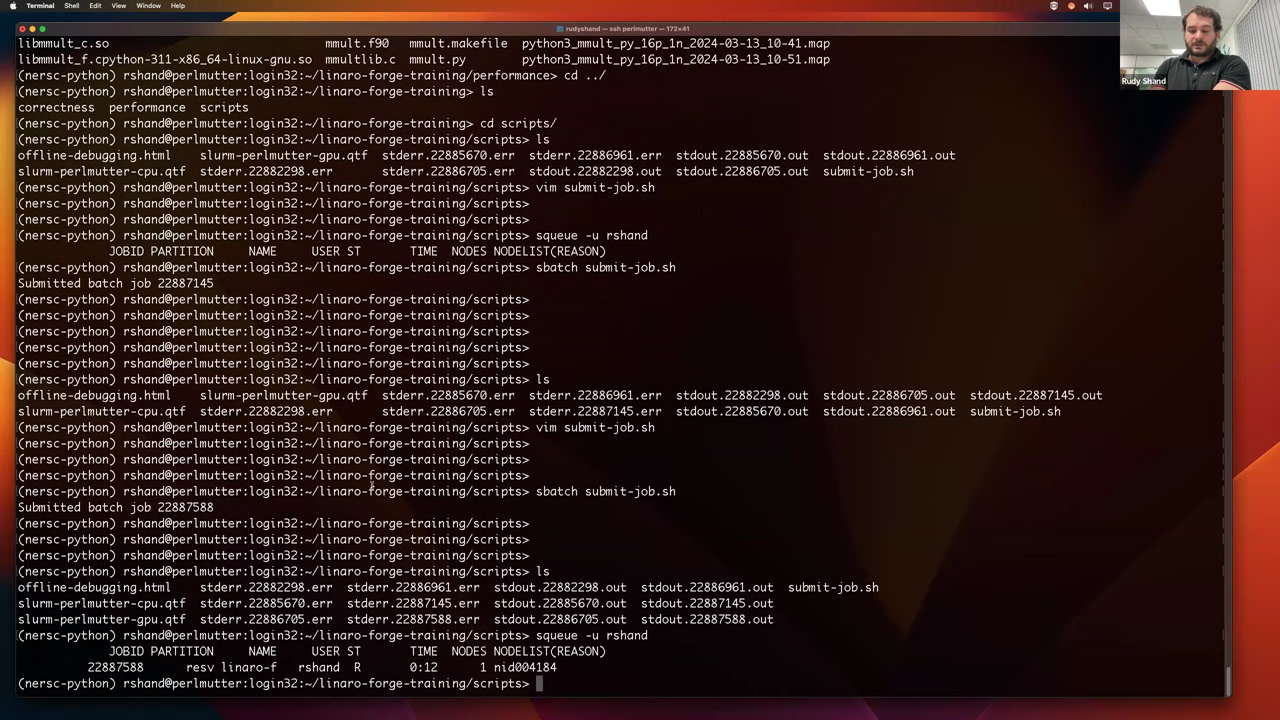 Terminal Shell Edit View Window Help
rudyshand — ssh perlmutter — 172×41
Rudy Shand
libmmult_c.so mmult.f90 mmult.makefile python3_mmult_py_16p_1n_2024-03-13_10-41.map
libmmult_f.cpython-311-x86_64-linux-gnu.so mmultlib.c mmult.py python3_mmult_py_16p_1n_2024-03-13_10-51.map
(nersc-python) rshand@perlmutter:login32:~/linaro-forge-training/performance> cd ../
(nersc-python) rshand@perlmutter:login32:~/linaro-forge-training> ls
correctness performance scripts
(nersc-python) rshand@perlmutter:login32:~/linaro-forge-training> cd scripts/
(nersc-python) rshand@perlmutter:login32:~/linaro-forge-training/scripts> ls
offline-debugging.html slurm-perlmutter-gpu.qtf stderr.22885670.err stderr.22886961.err stdout.22885670.out stdout.22886961.out
slurm-perlmutter-cpu.qtf stderr.22882298.err stderr.22886705.err stdout.22882298.out stdout.22886705.out submit-job.sh
(nersc-python) rshand@perlmutter:login32:~/linaro-forge-training/scripts> vim submit-job.sh
(nersc-python) rshand@perlmutter:login32:~/linaro-forge-training/scripts>
(nersc-python) rshand@perlmutter:login32:~/linaro-forge-training/scripts>
(nersc-python) rshand@perlmutter:login32:~/linaro-forge-training/scripts> squeue -u rshand
JOBID PARTITION NAME USER ST TIME NODES NODELIST(REASON)
(nersc-python) rshand@perlmutter:login32:~/linaro-forge-training/scripts> sbatch submit-job.sh
Submitted batch job 22887145
(nersc-python) rshand@perlmutter:login32:~/linaro-forge-training/scripts>
(nersc-python) rshand@perlmutter:login32:~/linaro-forge-training/scripts>
(nersc-python) rshand@perlmutter:login32:~/linaro-forge-training/scripts>
(nersc-python) rshand@perlmutter:login32:~/linaro-forge-training/scripts>
(nersc-python) rshand@perlmutter:login32:~/linaro-forge-training/scripts>
(nersc-python) rshand@perlmutter:login32:~/linaro-forge-training/scripts> ls
offline-debugging.html slurm-perlmutter-gpu.qtf stderr.22885670.err stderr.22886961.err stdout.22882298.out stdout.22886705.out stdout.22887145.out
slurm-perlmutter-cpu.qtf stderr.22882298.err stderr.22886705.err stderr.22887145.err stdout.22885670.out stdout.22886961.out submit-job.sh
(nersc-python) rshand@perlmutter:login32:~/linaro-forge-training/scripts> vim submit-job.sh
(nersc-python) rshand@perlmutter:login32:~/linaro-forge-training/scripts>
(nersc-python) rshand@perlmutter:login32:~/linaro-forge-training/scripts>
(nersc-python) rshand@perlmutter:login32:~/linaro-forge-training/scripts>
(nersc-python) rshand@perlmutter:login32:~/linaro-forge-training/scripts> sbatch submit-job.sh
Submitted batch job 22887588
(nersc-python) rshand@perlmutter:login32:~/linaro-forge-training/scripts>
(nersc-python) rshand@perlmutter:login32:~/linaro-forge-training/scripts>
(nersc-python) rshand@perlmutter:login32:~/linaro-forge-training/scripts>
(nersc-python) rshand@perlmutter:login32:~/linaro-forge-training/scripts> ls
offline-debugging.html stderr.22882298.err stderr.22886961.err stdout.22882298.out stdout.22886961.out submit-job.sh
slurm-perlmutter-cpu.qtf stderr.22885670.err stderr.22887145.err stdout.22885670.out stdout.22887145.out
slurm-perlmutter-gpu.qtf stderr.22886705.err stderr.22887588.err stdout.22886705.out stdout.22887588.out
(nersc-python) rshand@perlmutter:login32:~/linaro-forge-training/scripts> squeue -u rshand
JOBID PARTITION NAME USER ST TIME NODES NODELIST(REASON)
22887588 resv linaro-f rshand R 0:12 1 nid004184
(nersc-python) rshand@perlmutter:login32:~/linaro-forge-training/scripts>